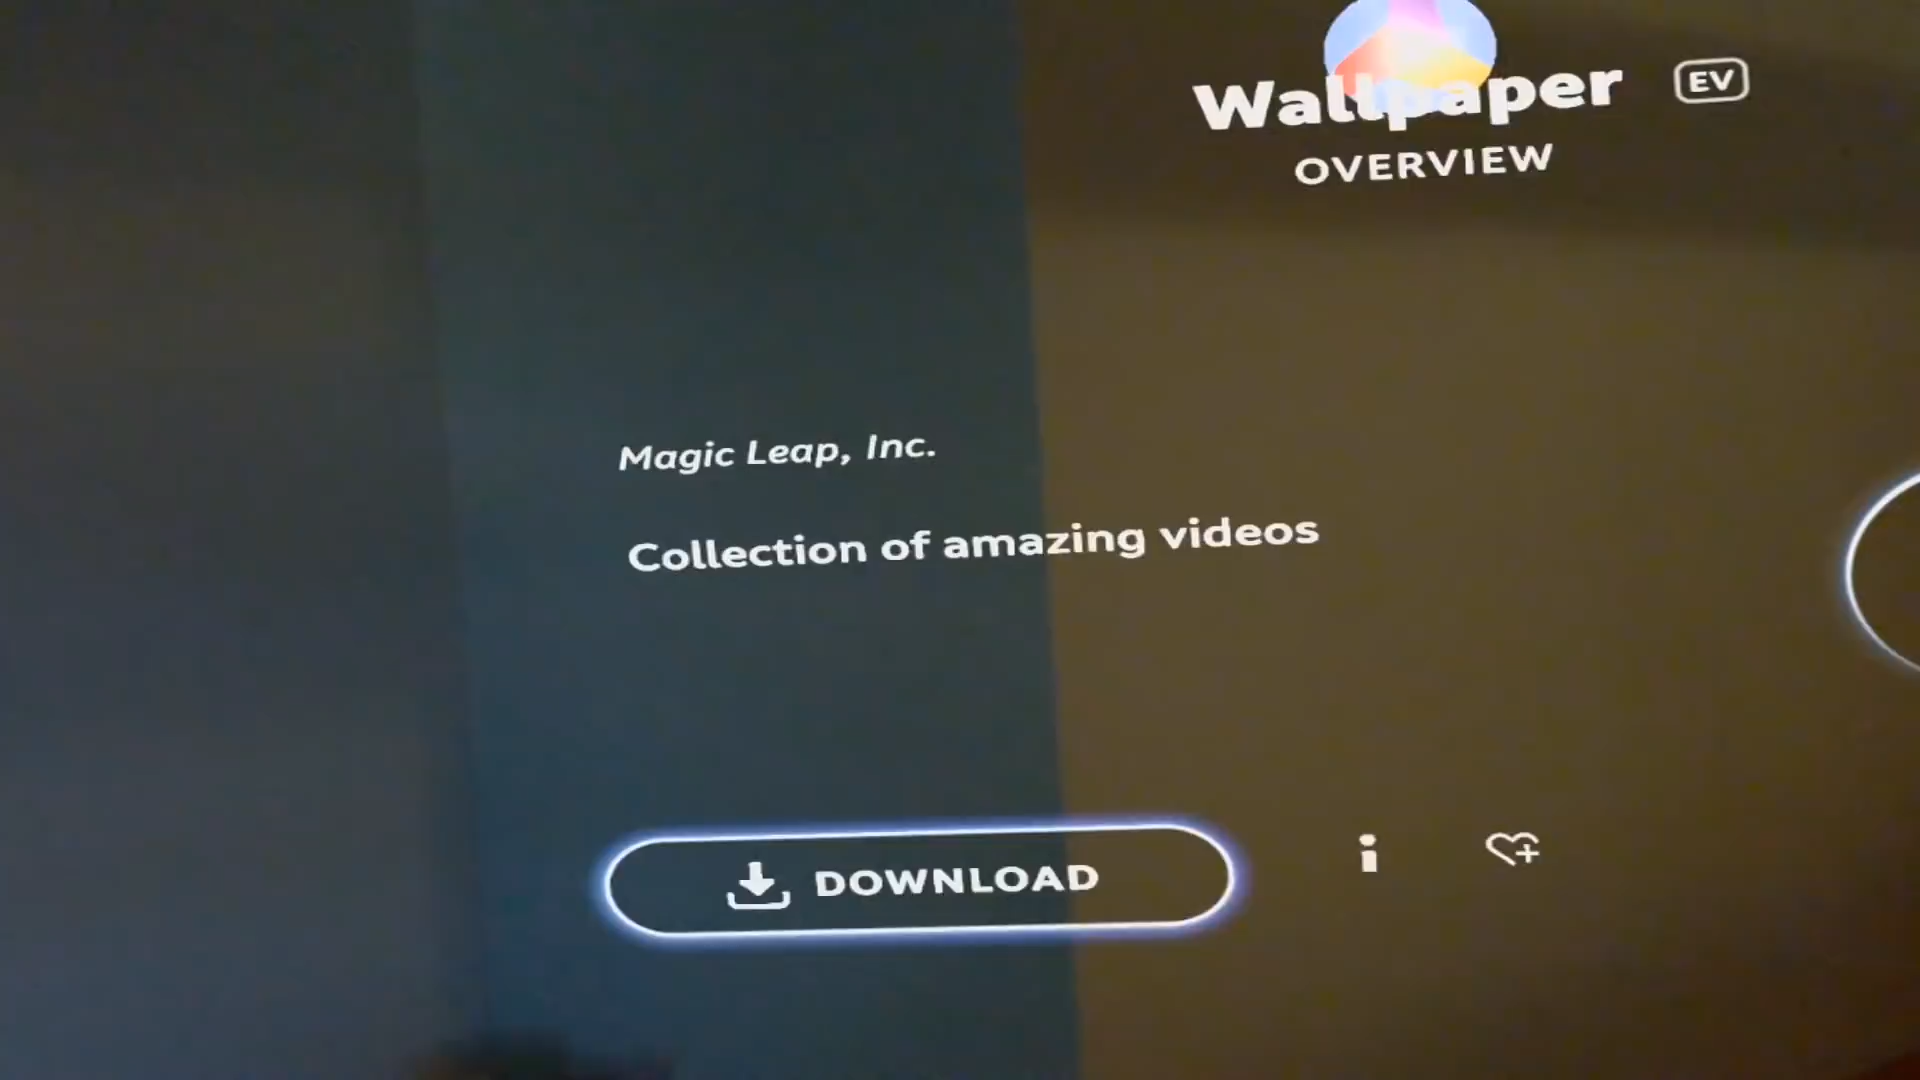 Wallpaper EV
OVERVIEW
Magic Leap, Inc.
Collection of amazing videos
DOWNLOAD